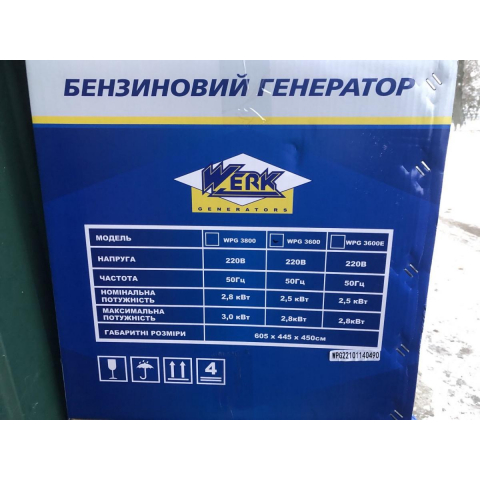 БЕНЗИНОВИЙ ГЕНЕРАТОР
WERK
GENERATORS
МОДЕЛЬ WPG 3800 WPG 3600 WPG 3600E
НАПРУГА 220В 220В 220В
ЧАСТОТА 50Гц 50Гц 50Гц
НОМІНАЛЬНА ПОТУЖНІСТЬ 2,8 кВт 2,5 кВт 2,5 кВт
МАКСИМАЛЬНА ПОТУЖНІСТЬ 3,0 кВт 2,8кВт 2,8кВт
ГАБАРИТНІ РОЗМІРИ 605 x 445 x 450см
WPG22101140490
4